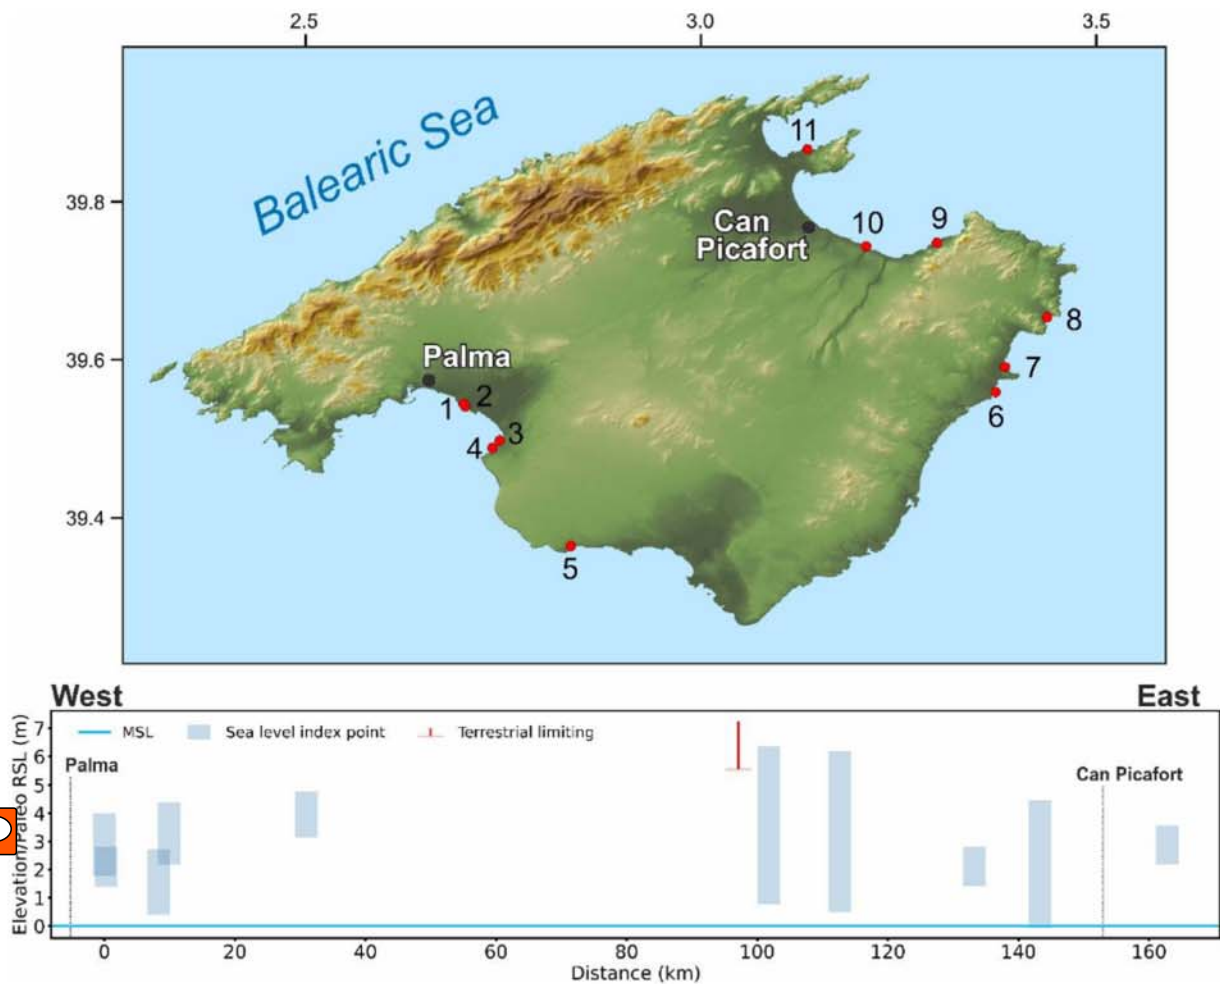 2.5 3.0 3.5
Balearic Sea
11
39.8
Can
Picafort
10
9
8
39.6
Palma
7
1
2
6
3
4
39.4
5
West
East
Elevation/Paleo RSL (m)
MSL
Sea level index point
Terrestrial limiting
Palma
Can Picafort
7
6
5
4
3
2
1
0
0 20 40 60 80 100 120 140 160
Distance (km)